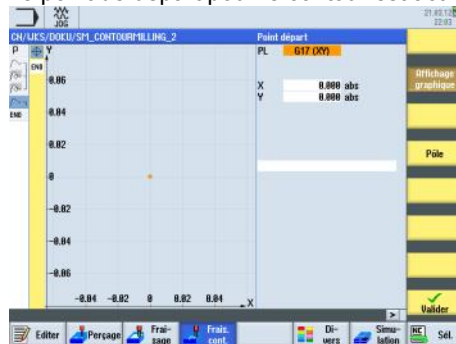 JOG
21.02.12
22:03
CN/WKS/DOKU/SM_CONTOURMILLING_2
Point départ
P
Y
PL G17 (XY)
END
0.06
X 0.000 abs
Y 0.000 abs
Affichage graphique
END
0.04
0.02
Pôle
0
-0.02
-0.04
-0.06
-0.04 -0.02 0 0.02 0.04
X
Valider
Editer
Perçage
Frai-
sage
Frais.
cont.
Di-
vers
Simu-
lation
NC
Sél.